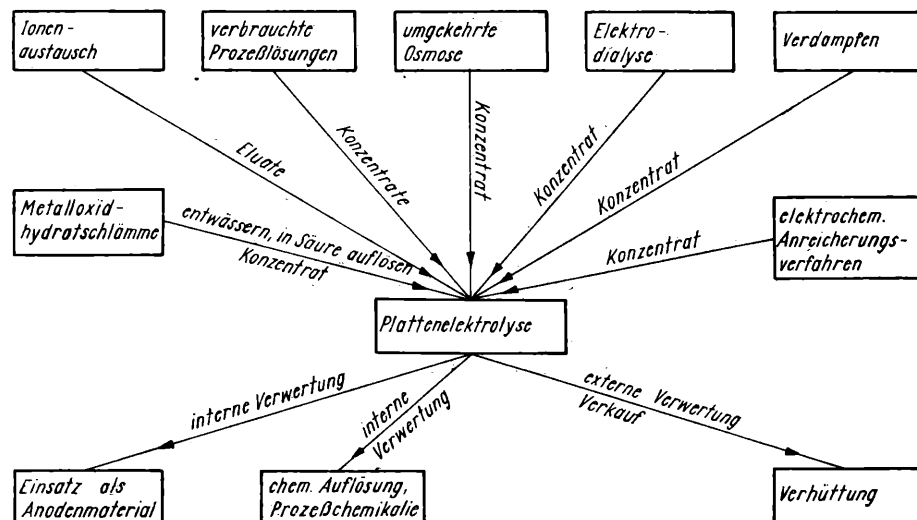 Ionen-
austausch
verbrauchte
Prozeßlösungen
umgekehrte
Osmose
Elektro-
dialyse
Verdampfen
Eluate
Konzentrate
Konzentrat
Konzentrat
Konzentrat
Metalloxid-
hydratschlämme
entwässern, in Säure auflösen
Konzentrat
Konzentrat
elektrochem.
Anreicherungs-
verfahren
Plattenelektrolyse
interne Verwertung
interne
Verwertung
externe Verwertung
Verkauf
Einsatz als
Anodenmaterial
chem. Auflösung,
Prozeßchemikalie
Verhüttung